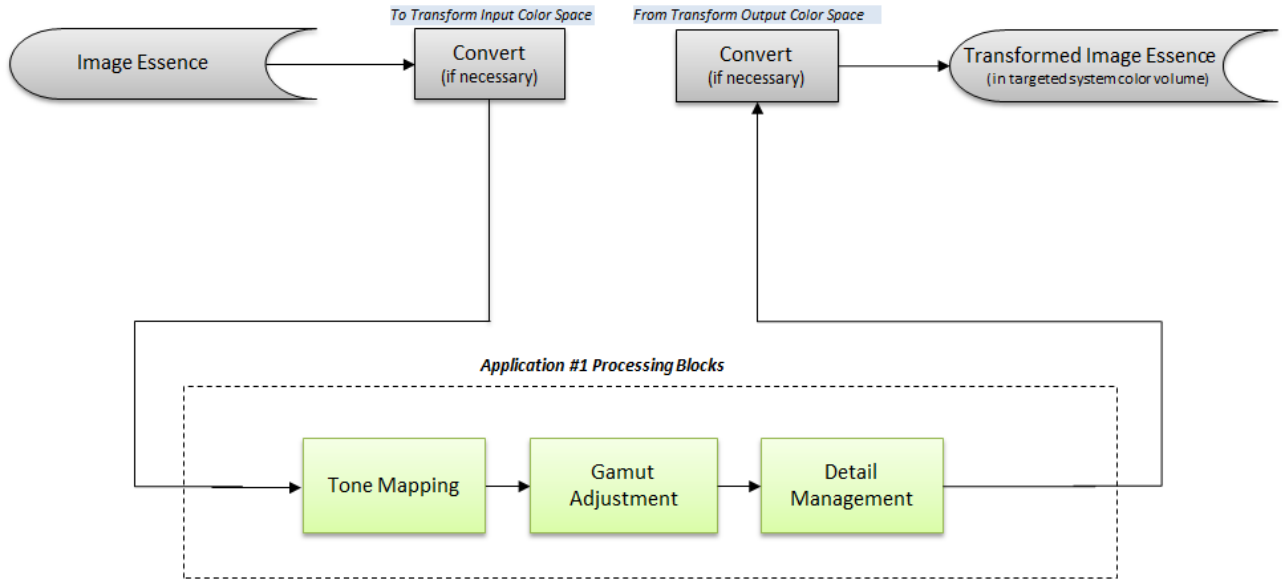 To Transform Input Color Space
From Transform Output Color Space
Image Essence
Convert
(if necessary)
Convert
(if necessary)
Transformed Image Essence
(in targeted system color volume)
Application #1 Processing Blocks
Tone Mapping
Gamut
Adjustment
Detail
Management